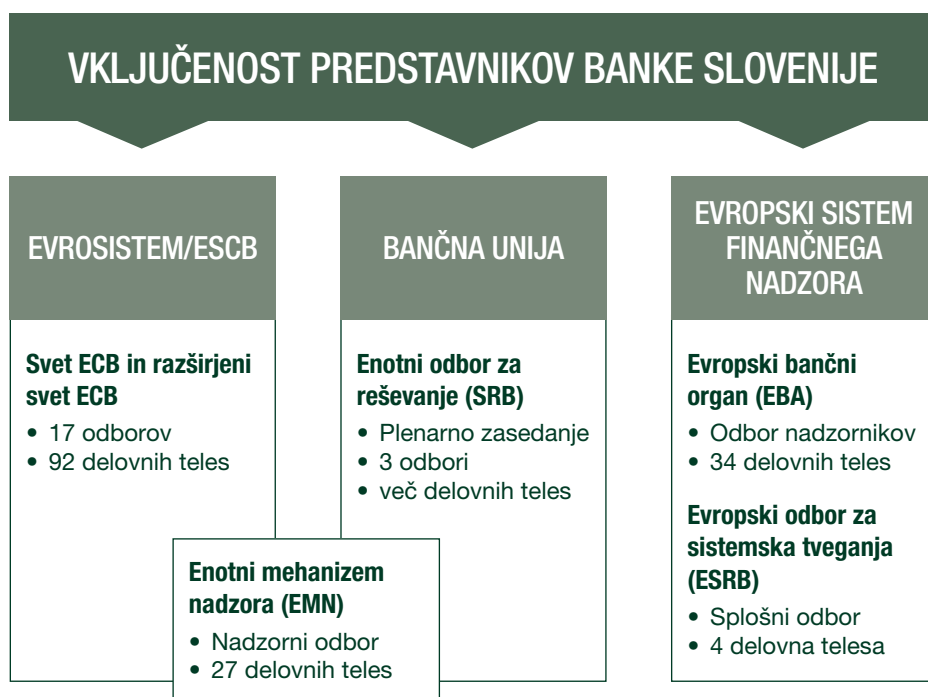 VKLJUČENOST PREDSTAVNIKOV BANKE SLOVENIJE
EVROSISTEM/ESCB
Svet ECB in razširjeni
svet ECB
• 17 odborov
• 92 delovnih teles
BANČNA UNIJA
Enotni odbor za
reševanje (SRB)
• Plenarno zasedanje
• 3 odbori
• več delovnih teles
Enotni mehanizem
nadzora (EMN)
• Nadzorni odbor
• 27 delovnih teles
EVROPSKI SISTEM
FINANČNEGA
NADZORA
Evropski bančni
organ (EBA)
• Odbor nadzornikov
• 34 delovnih teles
Evropski odbor za
sistemska tveganja
(ESRB)
• Splošni odbor
• 4 delovna telesa